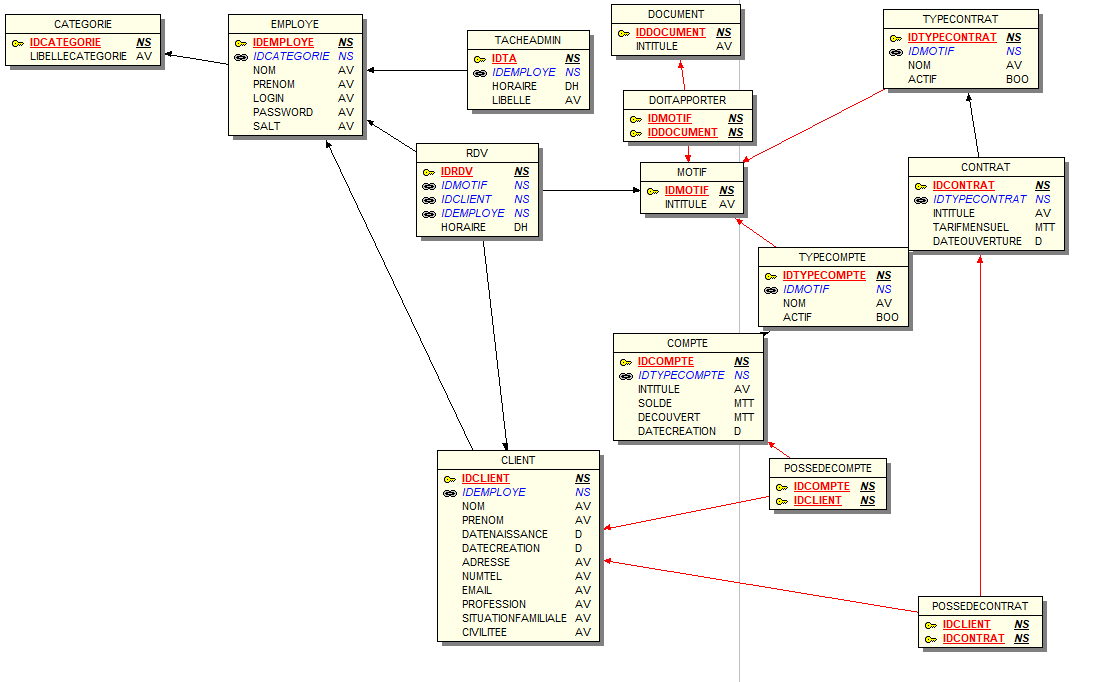 CATEGORIE
IDCATEGORIE NS
LIBELLECATEGORIE AV
EMPLOYE
IDEMPLOYE NS
IDCATEGORIE NS
NOM AV
PRENOM AV
LOGIN AV
PASSWORD AV
SALT AV
TACHEADMIN
IDTA NS
IDEMPLOYE NS
HORAIRE DH
LIBELLE AV
DOCUMENT
IDDOCUMENT NS
INTITULE AV
TYPECONTRAT
IDTYPECONTRAT NS
IDMOTIF NS
NOM AV
ACTIF BOO
DOITAPPORTER
IDMOTIF NS
IDDOCUMENT NS
RDV
IDRDV NS
IDMOTIF NS
IDCLIENT NS
IDEMPLOYE NS
HORAIRE DH
MOTIF
IDMOTIF NS
INTITULE AV
CONTRAT
IDCONTRAT NS
IDTYPECONTRAT NS
INTITULE AV
TARIFMENSUEL MTT
DATEOUVERTURE D
TYPECOMPTE
IDTYPECOMPTE NS
IDMOTIF NS
NOM AV
ACTIF BOO
COMPTE
IDCOMPTE NS
IDTYPECOMPTE NS
INTITULE AV
SOLDE MTT
DECOUVERT MTT
DATECREATION D
CLIENT
IDCLIENT NS
IDEMPLOYE NS
NOM AV
PRENOM AV
DATENAISSANCE D
DATECREATION D
ADRESSE AV
NUMTEL AV
EMAIL AV
PROFESSION AV
SITUATIONFAMILIALE AV
CIVILITEE AV
POSSEDECOMPTE
IDCOMPTE NS
IDCLIENT NS
POSSEDECONTRAT
IDCLIENT NS
IDCONTRAT NS